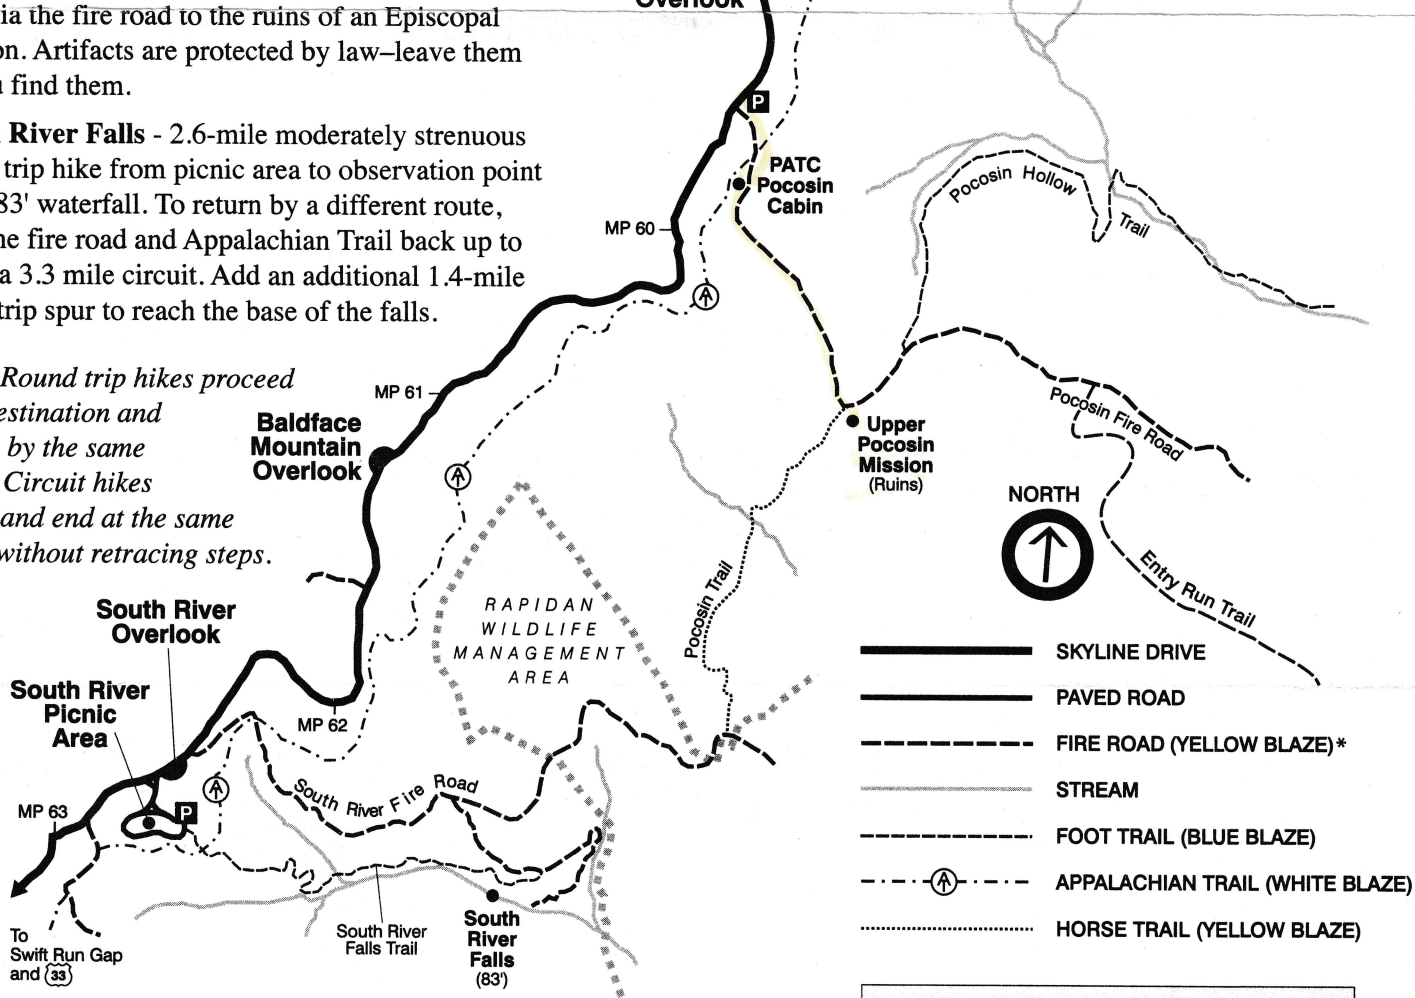 Overlook
ia the fire road to the ruins of an Episcopal
on. Artifacts are protected by law–leave them
find them.
River Falls - 2.6-mile moderately strenuous
trip hike from picnic area to observation point
83' waterfall. To return by a different route,
he fire road and Appalachian Trail back up to
a 3.3 mile circuit. Add an additional 1.4-mile
trip spur to reach the base of the falls.
Round trip hikes proceed
estination and
by the same
Circuit hikes
and end at the same
without retracing steps.
P
PATC
Pocosin
Cabin
MP 60
Pocosin Hollow
Trail
MP 61
Baldface
Mountain
Overlook
Upper
Pocosin
Mission
(Ruins)
Pocosin Fire Road
NORTH
Entry Run Trail
Pocosin Trail
RAPIDAN
WILDLIFE
MANAGEMENT
AREA
South River
Overlook
South River
Picnic
Area
MP 62
MP 63
P
South River Fire Road
To
Swift Run Gap
and 33
South River
Falls Trail
South
River
Falls
(83')
SKYLINE DRIVE
PAVED ROAD
FIRE ROAD (YELLOW BLAZE)*
STREAM
FOOT TRAIL (BLUE BLAZE)
APPALACHIAN TRAIL (WHITE BLAZE)
HORSE TRAIL (YELLOW BLAZE)